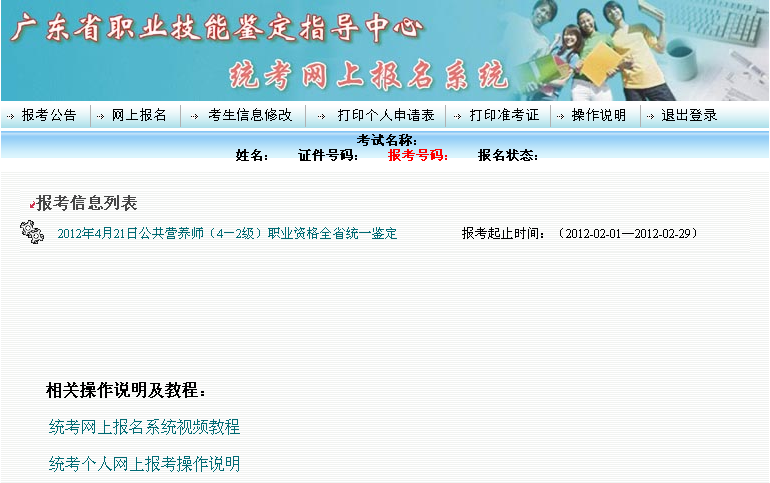 广东省职业技能鉴定指导中心
统考网上报名系统
报考公告 网上报名 考生信息修改 打印个人申请表 打印准考证 操作说明 退出登录
考试名称：
姓名： 证件号码： 报考号码： 报名状态：
报考信息列表
2012年4月21日公共营养师（4—2级）职业资格全省统一鉴定 报考起止时间：（2012-02-01—2012-02-29）
相关操作说明及教程：
统考网上报名系统视频教程
统考个人网上报考操作说明